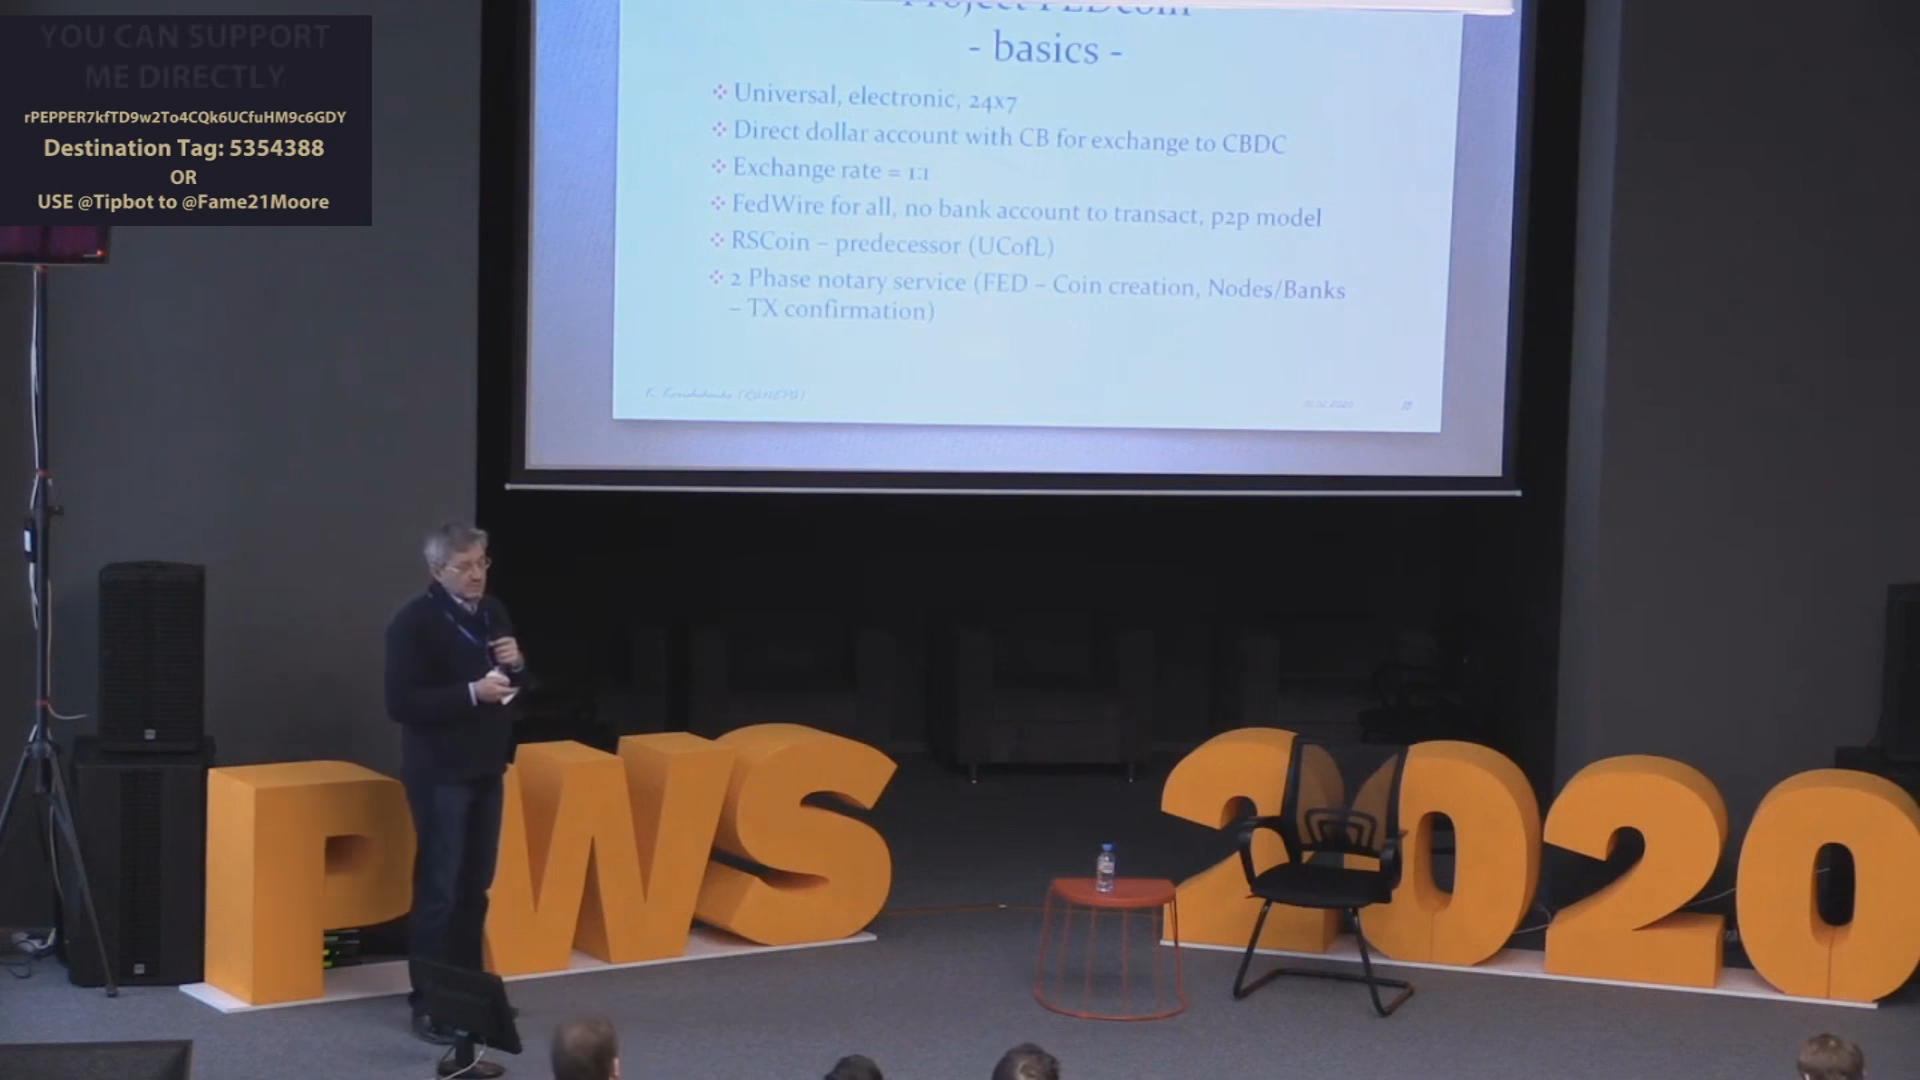 YOU CAN SUPPORT
ME DIRECTLY
rPEPPER7kfTD9w2To4CQk6UCfuHM9c6GDY
Destination Tag: 5354388
OR
USE @Tipbot to @Fame21Moore
Project FEDcoin
- basics -
Universal, electronic, 24x7
Direct dollar account with CB for exchange to CBDC
Exchange rate = 1:1
FedWire for all, no bank account to transact, p2p model
RSCoin – predecessor (UCofL)
2 Phase notary service (FED – Coin creation, Nodes/Banks
– TX confirmation)
PWS 2020